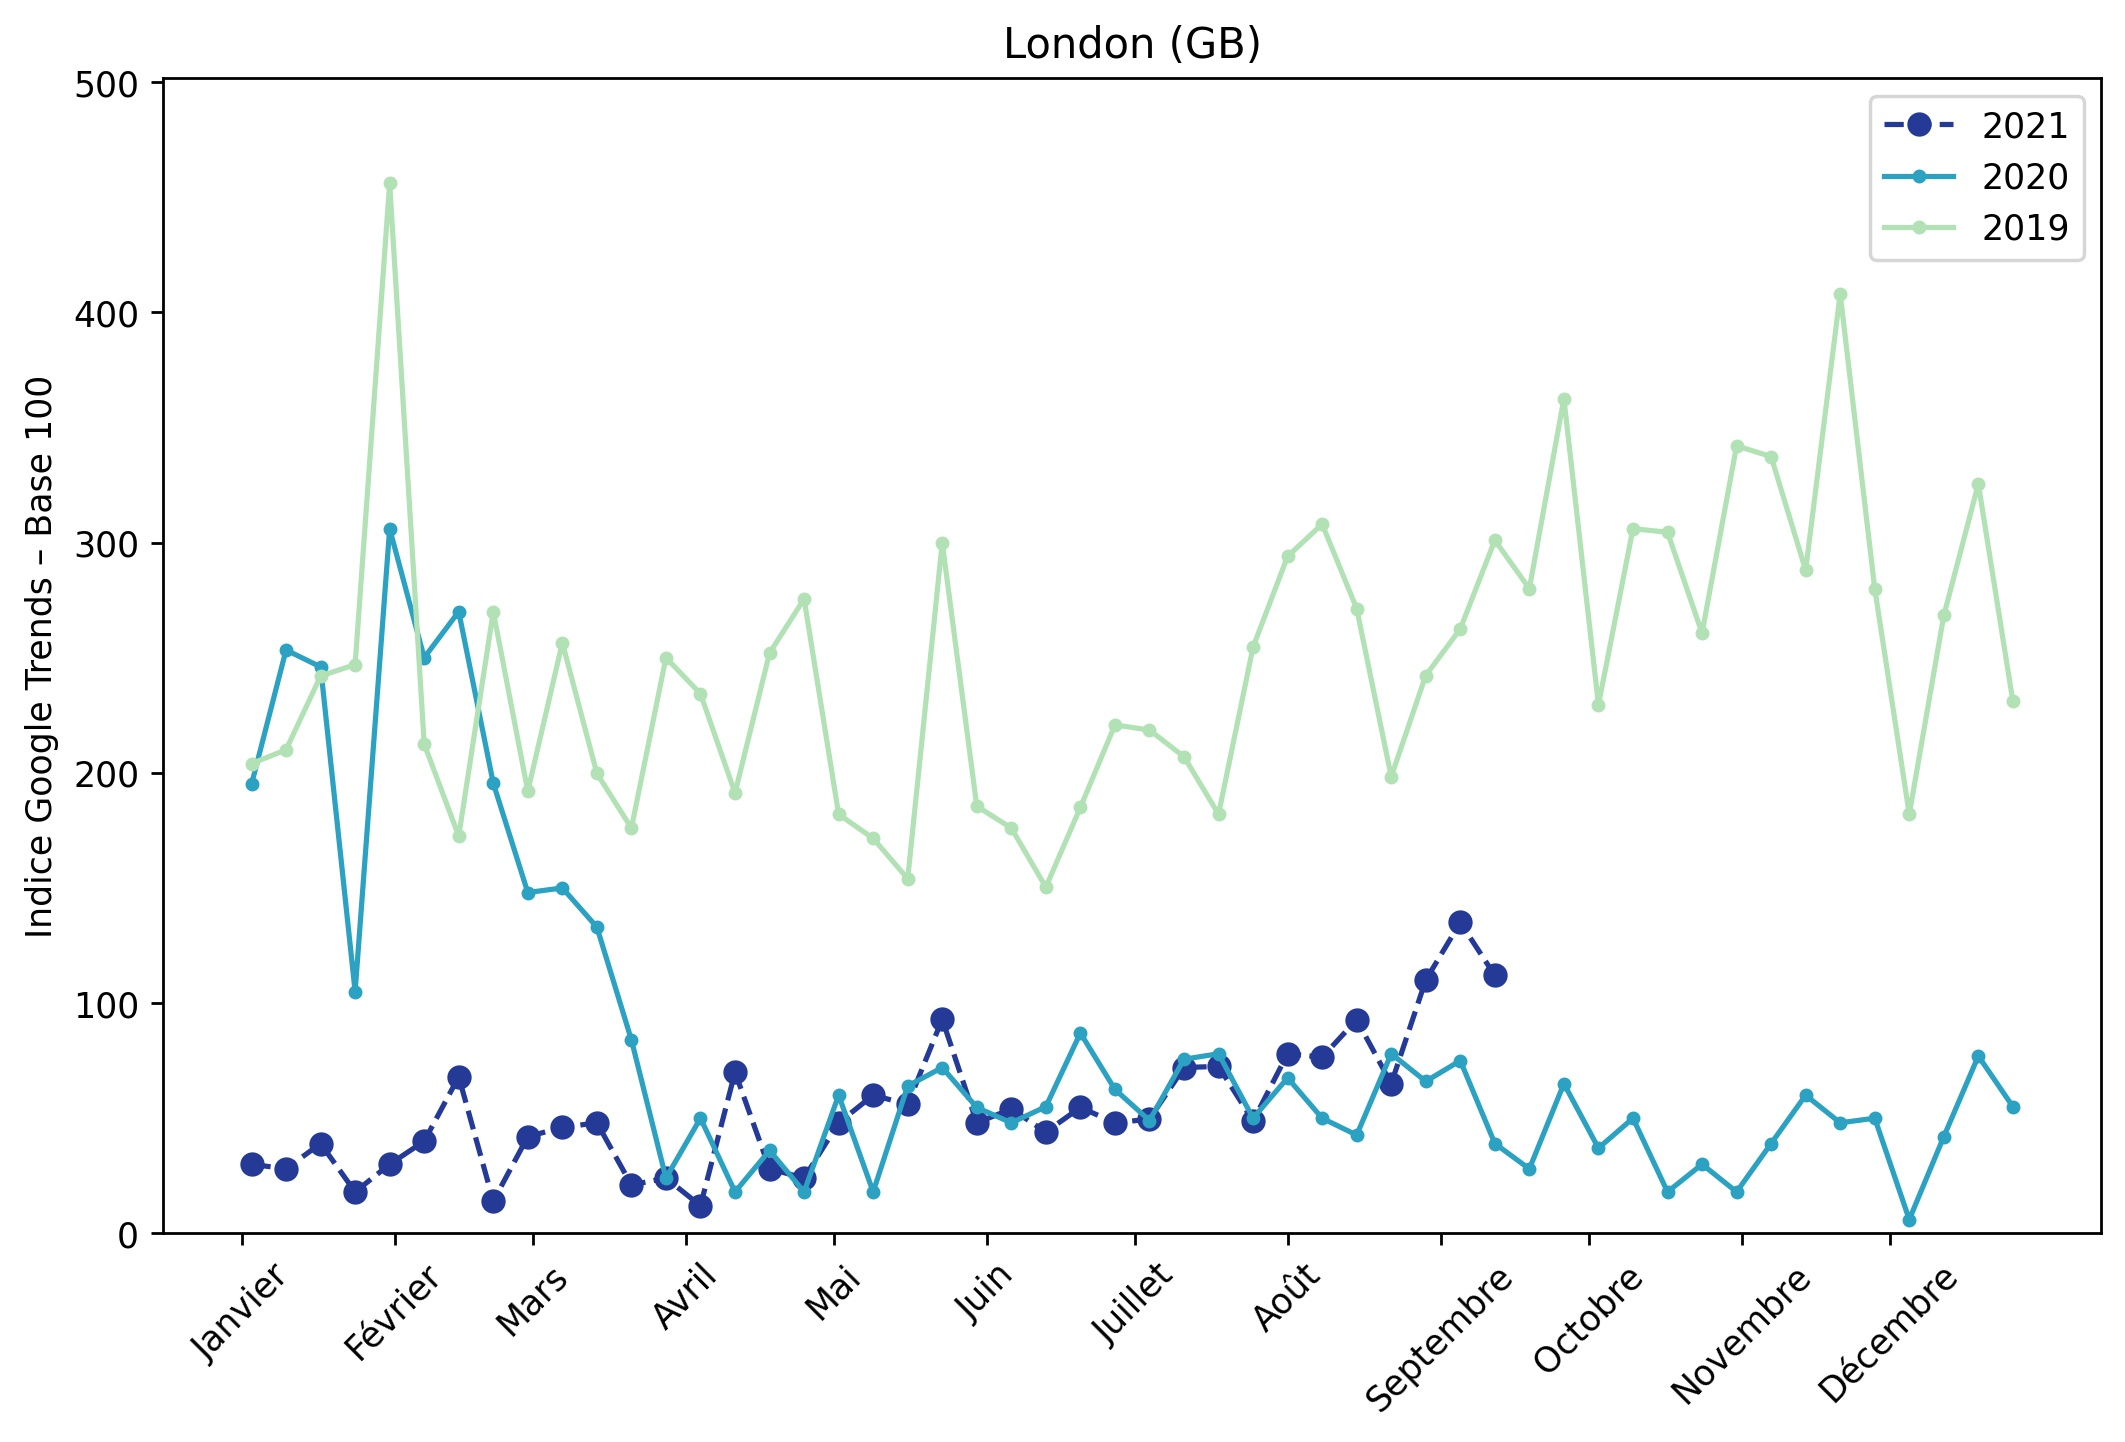 London (GB)
Indice Google Trends – Base 100
500
400
300
200
100
0
2021
2020
2019
Janvier
Février
Mars
Avril
Mai
Juin
Juillet
Août
Septembre
Octobre
Novembre
Décembre